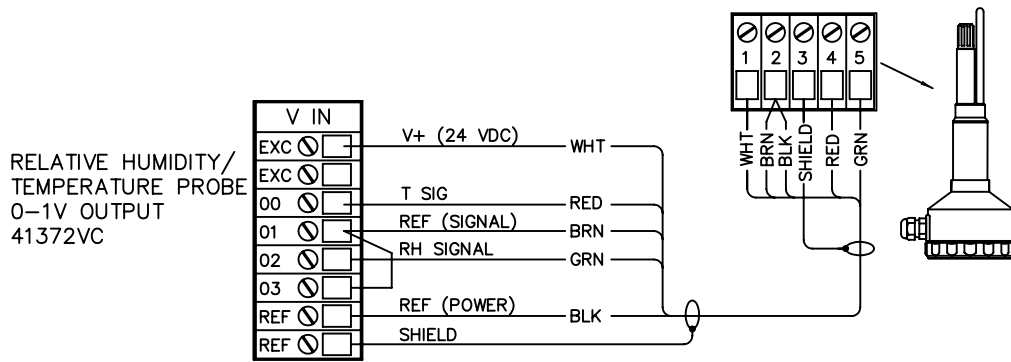 1 2 3 4 5
WHT BRN BLK SHIELD RED GRN
V IN
EXC V+ (24 VDC) WHT
EXC
00 T SIG RED
01 REF (SIGNAL) BRN
02 RH SIGNAL GRN
03
REF REF (POWER) BLK
REF SHIELD
RELATIVE HUMIDITY/
TEMPERATURE PROBE
0-1V OUTPUT
41372VC